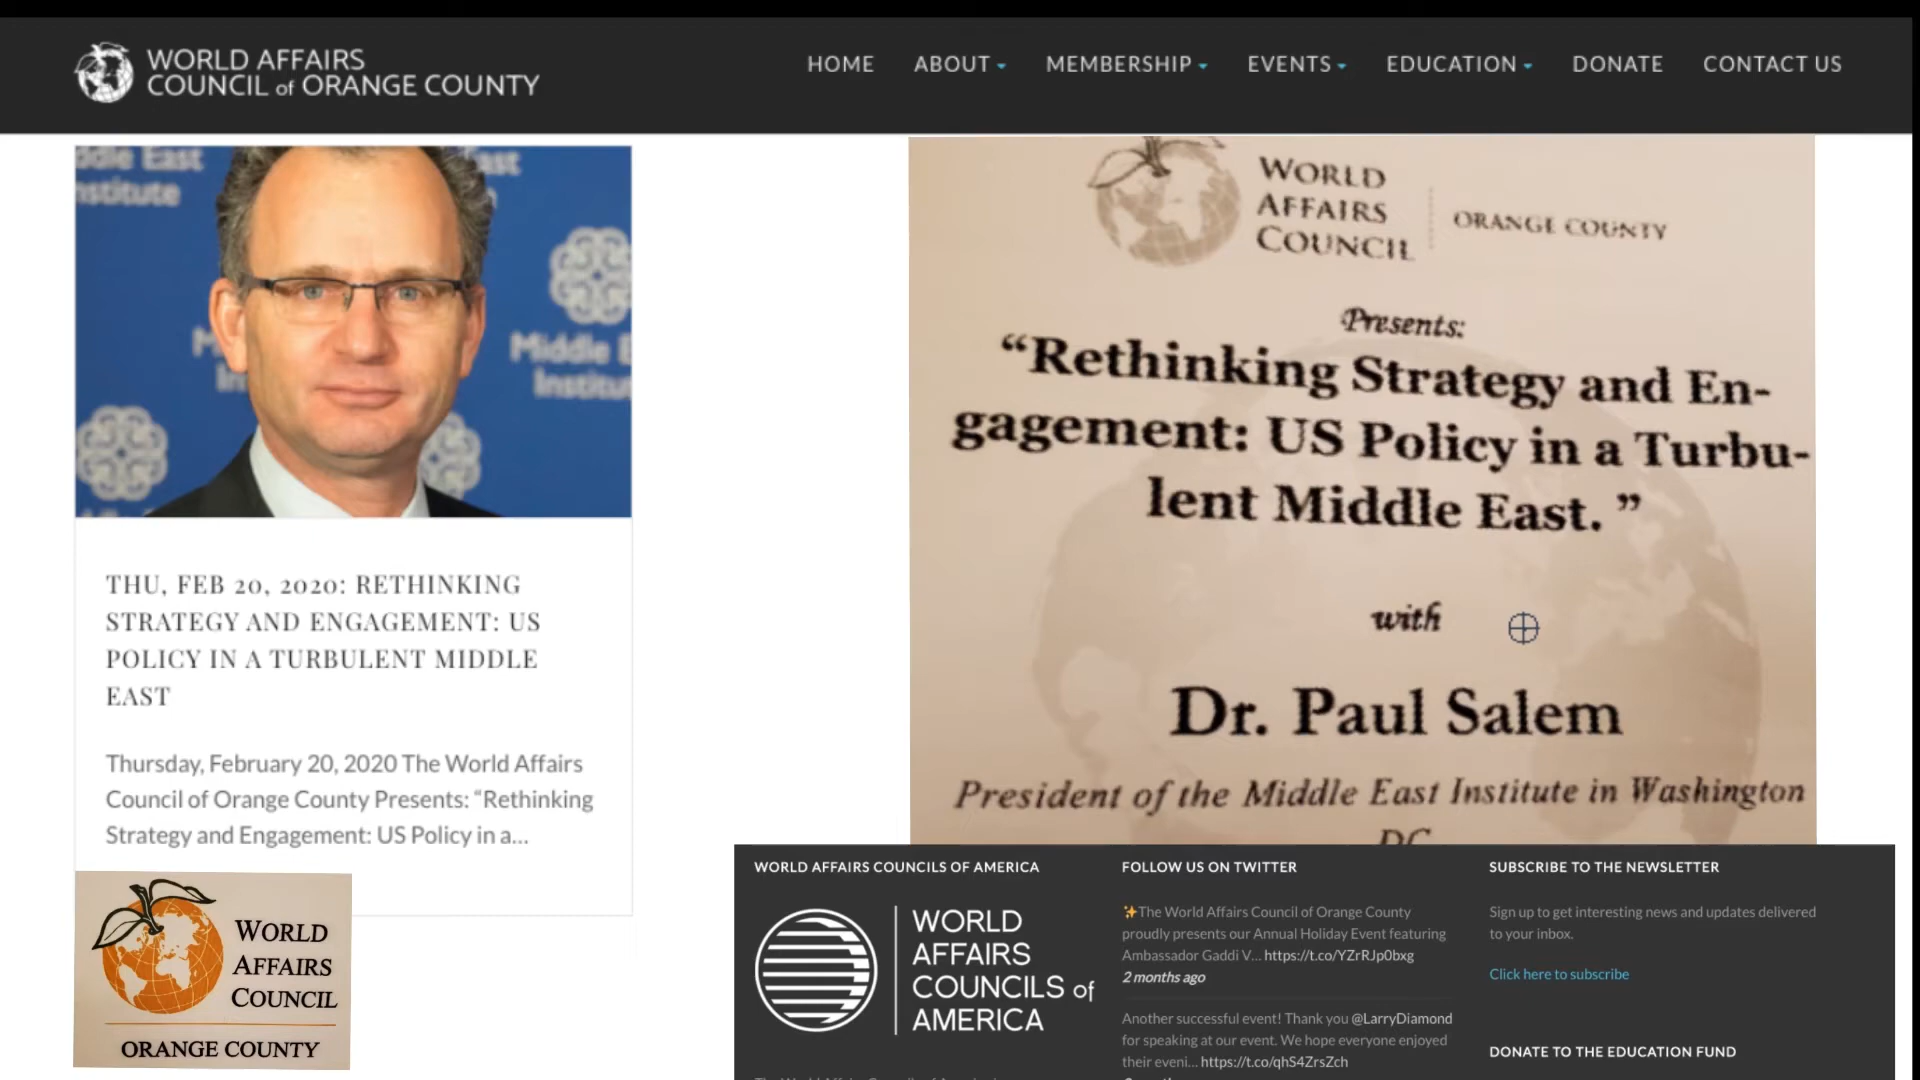 WORLD AFFAIRS
COUNCIL of ORANGE COUNTY
HOME ABOUT MEMBERSHIP EVENTS EDUCATION DONATE CONTACT US
ddle East
nstitute
East
Middle E
Institu
M
In
THU, FEB 20, 2020: RETHINKING
STRATEGY AND ENGAGEMENT: US
POLICY IN A TURBULENT MIDDLE
EAST
Thursday, February 20, 2020 The World Affairs
Council of Orange County Presents: “Rethinking
Strategy and Engagement: US Policy in a...
WORLD
AFFAIRS
COUNCIL
ORANGE COUNTY
WORLD
AFFAIRS
COUNCIL
ORANGE COUNTY
Presents:
“Rethinking Strategy and En-
gagement: US Policy in a Turbu-
lent Middle East. ”
with
Dr. Paul Salem
President of the Middle East Institute in Washington
DC
WORLD AFFAIRS COUNCILS OF AMERICA
WORLD
AFFAIRS
COUNCILS of
AMERICA
FOLLOW US ON TWITTER
✨The World Affairs Council of Orange County
proudly presents our Annual Holiday Event featuring
Ambassador Gaddi V... https://t.co/YZrRJp0bxg
2 months ago
Another successful event! Thank you @LarryDiamond
for speaking at our event. We hope everyone enjoyed
their eveni... https://t.co/qhS4ZrsZch
SUBSCRIBE TO THE NEWSLETTER
Sign up to get interesting news and updates delivered
to your inbox.
Click here to subscribe
DONATE TO THE EDUCATION FUND